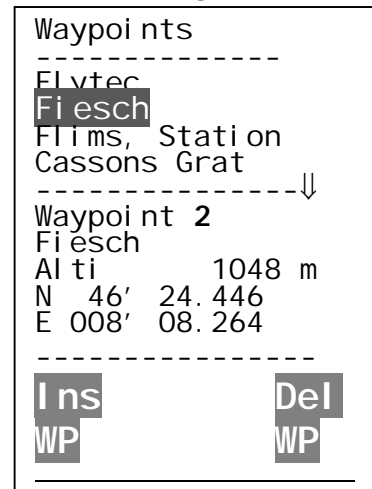 Waypoints
--------------
Flytec
Fiesch
Flims, Station
Cassons Grat
---------------⇓
Waypoint 2
Fiesch
Alti 1048 m
N 46′ 24.446
E 008′ 08.264
----------------
Ins Del
WP WP